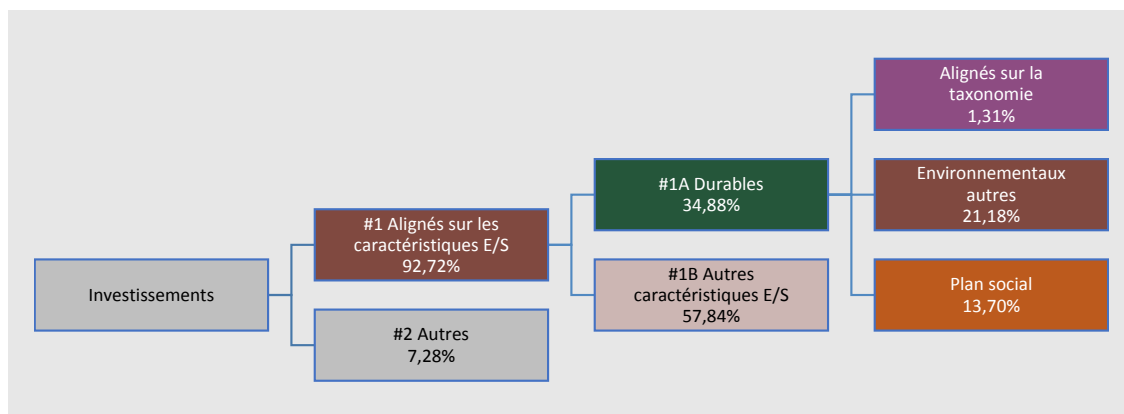 Investissements
#1 Alignés sur les
caractéristiques E/S
92,72%
#2 Autres
7,28%
#1A Durables
34,88%
#1B Autres
caractéristiques E/S
57,84%
Alignés sur la
taxonomie
1,31%
Environnementaux
autres
21,18%
Plan social
13,70%